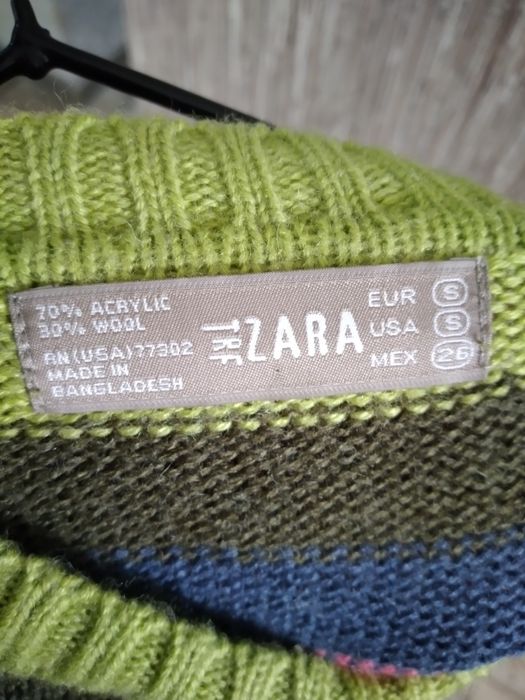 70% ACRYLIC
30% WOOL
RN(USA)77302
MADE IN
BANGLADESH
TRF
ZARA
EUR S
USA S
MEX 26